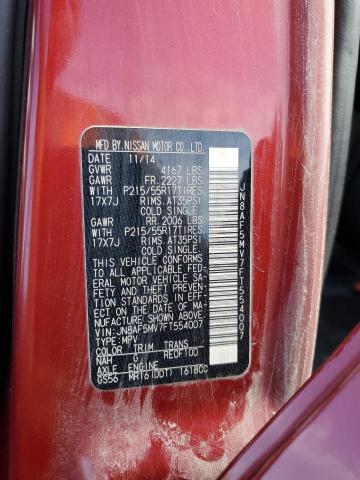 MFD BY. NISSAN MOTOR CO., LTD.
DATE 11/14
GVWR 4167 LBS
GAWR FR. 2227 LBS
WITH P215/55R17TIRES,
17X7J RIMS, AT35PSI
COLD SINGLE
GAWR RR. 2006 LBS
WITH P215/55R17TIRES,
17X7J RIMS, AT35PSI
COLD SINGLE
THIS VEHICLE CONFORMS
TO ALL APPLICABLE FED-
ERAL MOTOR VEHICLE SA-
FETY AND THEFT PREVEN-
TION STANDARDS IN
EFFECT ON THE DATE OF
MANUFACTURE SHOWN ABOVE.
VIN: JN8AF5MV7FT554007
TYPE: MPV
COLOR TRIM TRANS
NAH G RE0F10D
AXLE ENGINE
GS56 MR16(DDT) 1618CC
JN8AF5MV7FT554007